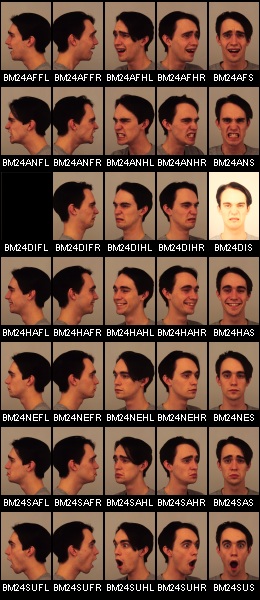 BM24AFFL BM24AFFR BM24AFHL BM24AFHR BM24AFS
BM24ANFL BM24ANFR BM24ANHL BM24ANHR BM24ANS
BM24DIFL BM24DIFR BM24DIHL BM24DIHR BM24DIS
BM24HAFL BM24HAFR BM24HAHL BM24HAHR BM24HAS
BM24NEFL BM24NEFR BM24NEHL BM24NEHR BM24NES
BM24SAFL BM24SAFR BM24SAHL BM24SAHR BM24SAS
BM24SUFL BM24SUFR BM24SUHL BM24SUHR BM24SUS